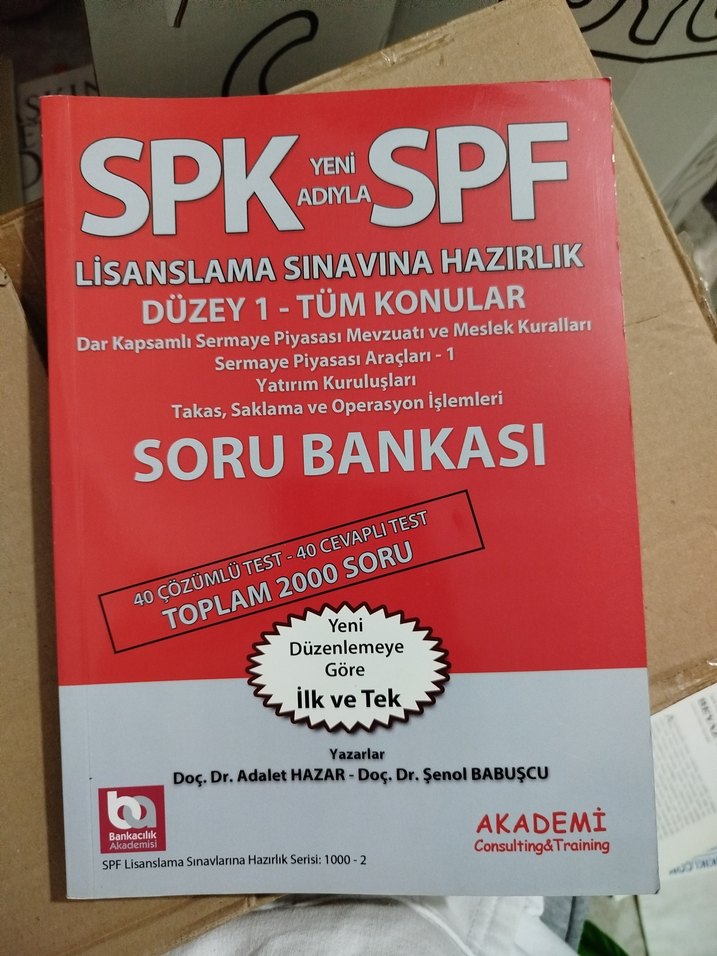 SPK YENİ ADIYLA SPF
LİSANSLAMA SINAVINA HAZIRLIK
DÜZEY 1 - TÜM KONULAR
Dar Kapsamlı Sermaye Piyasası Mevzuatı ve Meslek Kuralları
Sermaye Piyasası Araçları - 1
Yatırım Kuruluşları
Takas, Saklama ve Operasyon İşlemleri
SORU BANKASI
40 ÇÖZÜMLÜ TEST - 40 CEVAPLI TEST
TOPLAM 2000 SORU
Yeni
Düzenlemeye
Göre
İlk ve Tek
Yazarlar
Doç. Dr. Adalet HAZAR - Doç. Dr. Şenol BABUŞCU
ba
Bankacılık
Akademisi
AKADEMİ
Consulting&Training
SPF Lisanslama Sınavlarına Hazırlık Serisi: 1000 - 2